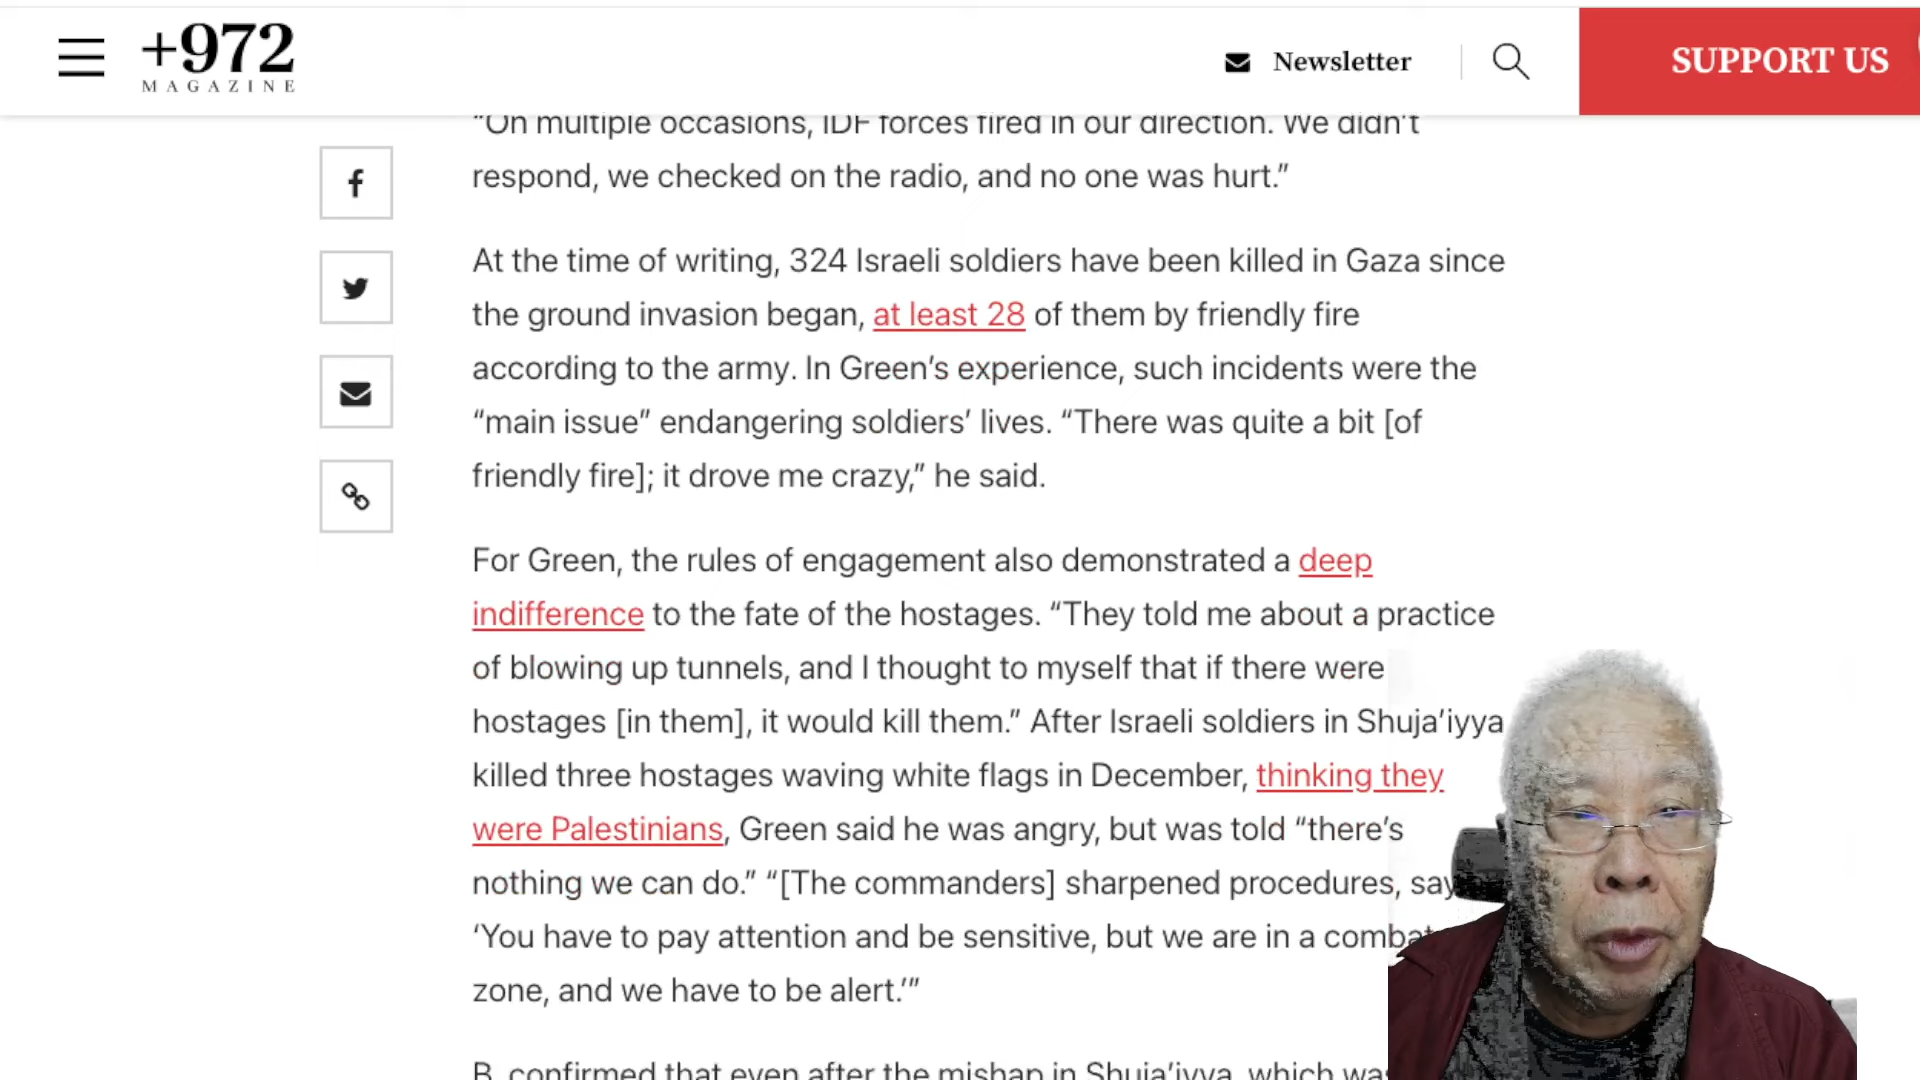 +972
MAGAZINE
Newsletter
SUPPORT US
“On multiple occasions, IDF forces fired in our direction. We didn’t
respond, we checked on the radio, and no one was hurt.”
At the time of writing, 324 Israeli soldiers have been killed in Gaza since
the ground invasion began, at least 28 of them by friendly fire
according to the army. In Green’s experience, such incidents were the
“main issue” endangering soldiers’ lives. “There was quite a bit [of
friendly fire]; it drove me crazy,” he said.
For Green, the rules of engagement also demonstrated a deep
indifference to the fate of the hostages. “They told me about a practice
of blowing up tunnels, and I thought to myself that if there were
hostages [in them], it would kill them.” After Israeli soldiers in Shuja’iyya
killed three hostages waving white flags in December, thinking they
were Palestinians, Green said he was angry, but was told “there’s
nothing we can do.” “[The commanders] sharpened procedures, say
‘You have to pay attention and be sensitive, but we are in a combat
zone, and we have to be alert.’”
B. confirmed that even after the mishap in Shuja’iyya, which was